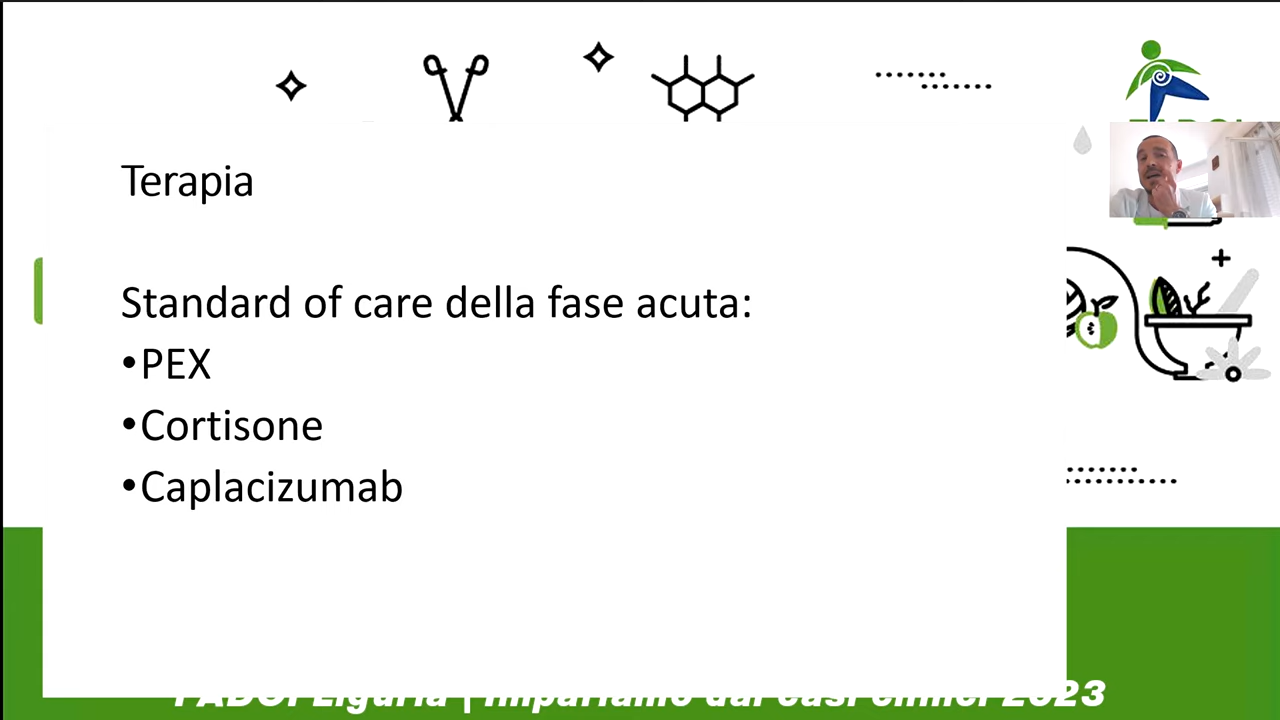 Terapia
Standard of care della fase acuta:
•PEX
•Cortisone
•Caplacizumab
FADOI Liguria | Impariamo dai casi clinici 2023